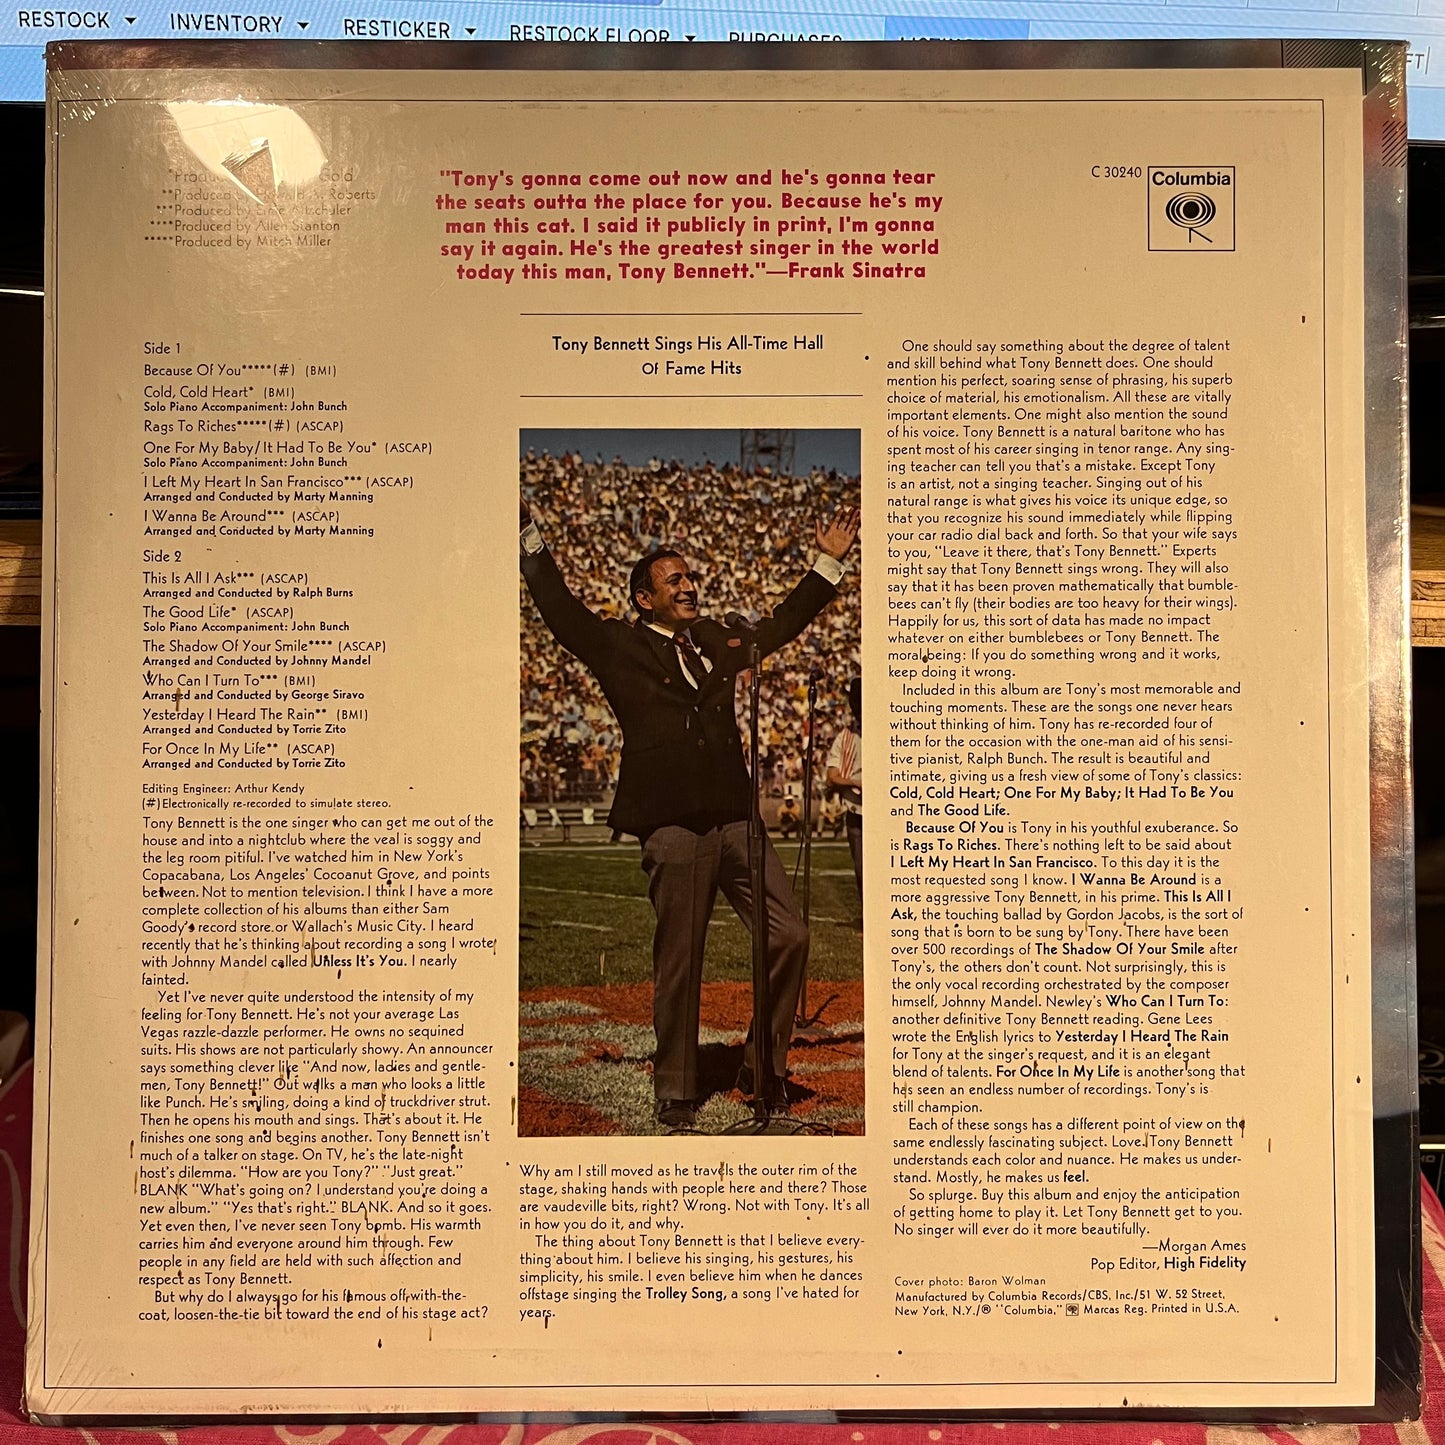 RESTOCK
INVENTORY
RESTICKER
RESTOCK FLOOR
PURCHASES
*Produ Gold
**Produced A. Roberts
***Produced by Ernie Altschuler
****Produced by Allen Stanton
*****Produced by Mitch Miller
"Tony's gonna come out now and he's gonna tear
the seats outta the place for you. Because he's my
man this cat. I said it publicly in print, I'm gonna
say it again. He's the greatest singer in the world
today this man, Tony Bennett."—Frank Sinatra
C 30240
Columbia
Side 1
Because Of You*****(#) (BMI)
Cold, Cold Heart* (BMI)
Solo Piano Accompaniment: John Bunch
Rags To Riches*****(#) (ASCAP)
One For My Baby/It Had To Be You* (ASCAP)
Solo Piano Accompaniment: John Bunch
I Left My Heart In San Francisco*** (ASCAP)
Arranged and Conducted by Marty Manning
I Wanna Be Around*** (ASCAP)
Arranged and Conducted by Marty Manning
Side 2
This Is All I Ask*** (ASCAP)
Arranged and Conducted by Ralph Burns
The Good Life* (ASCAP)
Solo Piano Accompaniment: John Bunch
The Shadow Of Your Smile**** (ASCAP)
Arranged and Conducted by Johnny Mandel
Who Can I Turn To*** (BMI)
Arranged and Conducted by George Siravo
Yesterday I Heard The Rain** (BMI)
Arranged and Conducted by Torrie Zito
For Once In My Life** (ASCAP)
Arranged and Conducted by Torrie Zito
Editing Engineer: Arthur Kendy
(#)Electronically re-recorded to simulate stereo.
Tony Bennett is the one singer who can get me out of the
house and into a nightclub where the veal is soggy and
the leg room pitiful. I've watched him in New York's
Copacabana, Los Angeles' Cocoanut Grove, and points
between. Not to mention television. I think I have a more
complete collection of his albums than either Sam
Goody's record store or Wallach's Music City. I heard
recently that he's thinking about recording a song I wrote
with Johnny Mandel called Unless It's You. I nearly
fainted.
Yet I've never quite understood the intensity of my
feeling for Tony Bennett. He's not your average Las
Vegas razzle-dazzle performer. He owns no sequined
suits. His shows are not particularly showy. An announcer
says something clever like "And now, ladies and gentle-
men, Tony Bennett!" Out walks a man who looks a little
like Punch. He's smiling, doing a kind of truckdriver strut.
Then he opens his mouth and sings. That's about it. He
finishes one song and begins another. Tony Bennett isn't
much of a talker on stage. On TV, he's the late-night
host's dilemma. "How are you Tony?" "Just great."
BLANK "What's going on? I understand you're doing a
new album." "Yes that's right." BLANK. And so it goes.
Yet even then, I've never seen Tony bomb. His warmth
carries him and everyone around him through. Few
people in any field are held with such affection and
respect as Tony Bennett.
But why do I always go for his famous off-with-the-
coat, loosen-the-tie bit toward the end of his stage act?
Tony Bennett Sings His All-Time Hall
Of Fame Hits
Why am I still moved as he travels the outer rim of the
stage, shaking hands with people here and there? Those
are vaudeville bits, right? Wrong. Not with Tony. It's all
in how you do it, and why.
The thing about Tony Bennett is that I believe every-
thing about him. I believe his singing, his gestures, his
simplicity, his smile. I even believe him when he dances
offstage singing the Trolley Song, a song I've hated for
years.
One should say something about the degree of talent
and skill behind what Tony Bennett does. One should
mention his perfect, soaring sense of phrasing, his superb
choice of material, his emotionalism. All these are vitally
important elements. One might also mention the sound
of his voice. Tony Bennett is a natural baritone who has
spent most of his career singing in tenor range. Any sing-
ing teacher can tell you that's a mistake. Except Tony
is an artist, not a singing teacher. Singing out of his
natural range is what gives his voice its unique edge, so
that you recognize his sound immediately while flipping
your car radio dial back and forth. So that your wife says
to you, "Leave it there, that's Tony Bennett." Experts
might say that Tony Bennett sings wrong. They will also
say that it has been proven mathematically that bumble-
bees can't fly (their bodies are too heavy for their wings).
Happily for us, this sort of data has made no impact
whatever on either bumblebees or Tony Bennett. The
moral being: If you do something wrong and it works,
keep doing it wrong.
Included in this album are Tony's most memorable and
touching moments. These are the songs one never hears
without thinking of him. Tony has re-recorded four of
them for the occasion with the one-man aid of his sensi-
tive pianist, Ralph Bunch. The result is beautiful and
intimate, giving us a fresh view of some of Tony's classics:
Cold, Cold Heart; One For My Baby; It Had To Be You
and The Good Life.
Because Of You is Tony in his youthful exuberance. So
is Rags To Riches. There's nothing left to be said about
I Left My Heart In San Francisco. To this day it is the
most requested song I know. I Wanna Be Around is a
more aggressive Tony Bennett, in his prime. This Is All I
Ask, the touching ballad by Gordon Jacobs, is the sort of
song that is born to be sung by Tony. There have been
over 500 recordings of The Shadow Of Your Smile after
Tony's, the others don't count. Not surprisingly, this is
the only vocal recording orchestrated by the composer
himself, Johnny Mandel. Newley's Who Can I Turn To:
another definitive Tony Bennett reading. Gene Lees
wrote the English lyrics to Yesterday I Heard The Rain
for Tony at the singer's request, and it is an elegant
blend of talents. For Once In My Life is another song that
has seen an endless number of recordings. Tony's is
still champion.
Each of these songs has a different point of view on the
same endlessly fascinating subject. Love. Tony Bennett
understands each color and nuance. He makes us under-
stand. Mostly, he makes us feel.
So splurge. Buy this album and enjoy the anticipation
of getting home to play it. Let Tony Bennett get to you.
No singer will ever do it more beautifully.
—Morgan Ames
Pop Editor, High Fidelity
Cover photo: Baron Wolman
Manufactured by Columbia Records/CBS, Inc./51 W. 52 Street,
New York, N.Y./® "Columbia," Marcas Reg. Printed in U.S.A.